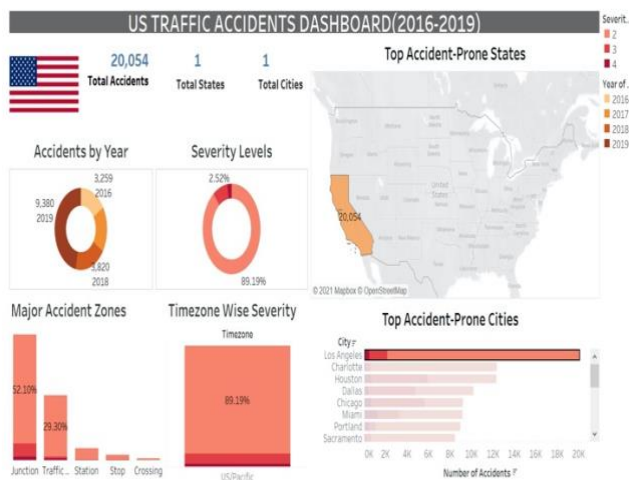 US TRAFFIC ACCIDENTS DASHBOARD(2016-2019)
20,054
Total Accidents
1
Total States
1
Total Cities
Top Accident-Prone States
Severit..
2
3
4
Year of ..
2016
2017
2018
2019
Accidents by Year
3,259
2016
9,380
2019
3,820
2018
Severity Levels
2.52%
89.19%
United
States
20,054
© 2021 Mapbox © OpenStreetMap
Major Accident Zones
52.10%
29.30%
Junction Traffic... Station Stop Crossing
Timezone Wise Severity
Timezone
89.19%
US/Pacific
Top Accident-Prone Cities
City
Los Angeles
Charlotte
Houston
Dallas
Chicago
Miami
Portland
Sacramento
0K 2K 4K 6K 8K 10K 12K 14K 16K 18K 20K
Number of Accidents